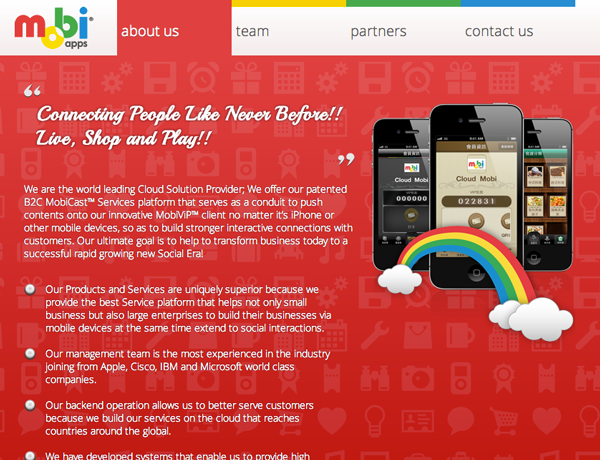 mobi®
apps
about us
team
partners
contact us
“
Connecting People Like Never Before!!
Live, Shop and Play!!
”
We are the world leading Cloud Solution Provider; We offer our patented
B2C MobiCast™ Services platform that serves as a conduit to push
contents onto our innovative MobiViP™ client no matter it's iPhone or
other mobile devices, so as to build stronger interactive connections with
customers. Our ultimate goal is to help to transform business today to a
successful rapid growing new Social Era!
Our Products and Services are uniquely superior because we
provide the best Service platform that helps not only small
business but also large enterprises to build their businesses via
mobile devices at the same time extend to social interactions.
Our management team is the most experienced in the industry
joining from Apple, Cisco, IBM and Microsoft world class
companies.
Our backend operation allows us to better serve customers
because we build our services on the cloud that reaches
countries around the global.
We have developed systems that enable us to provide high
mobi
Cloud Mobi
000000
mobi
Cloud Mobi
022831